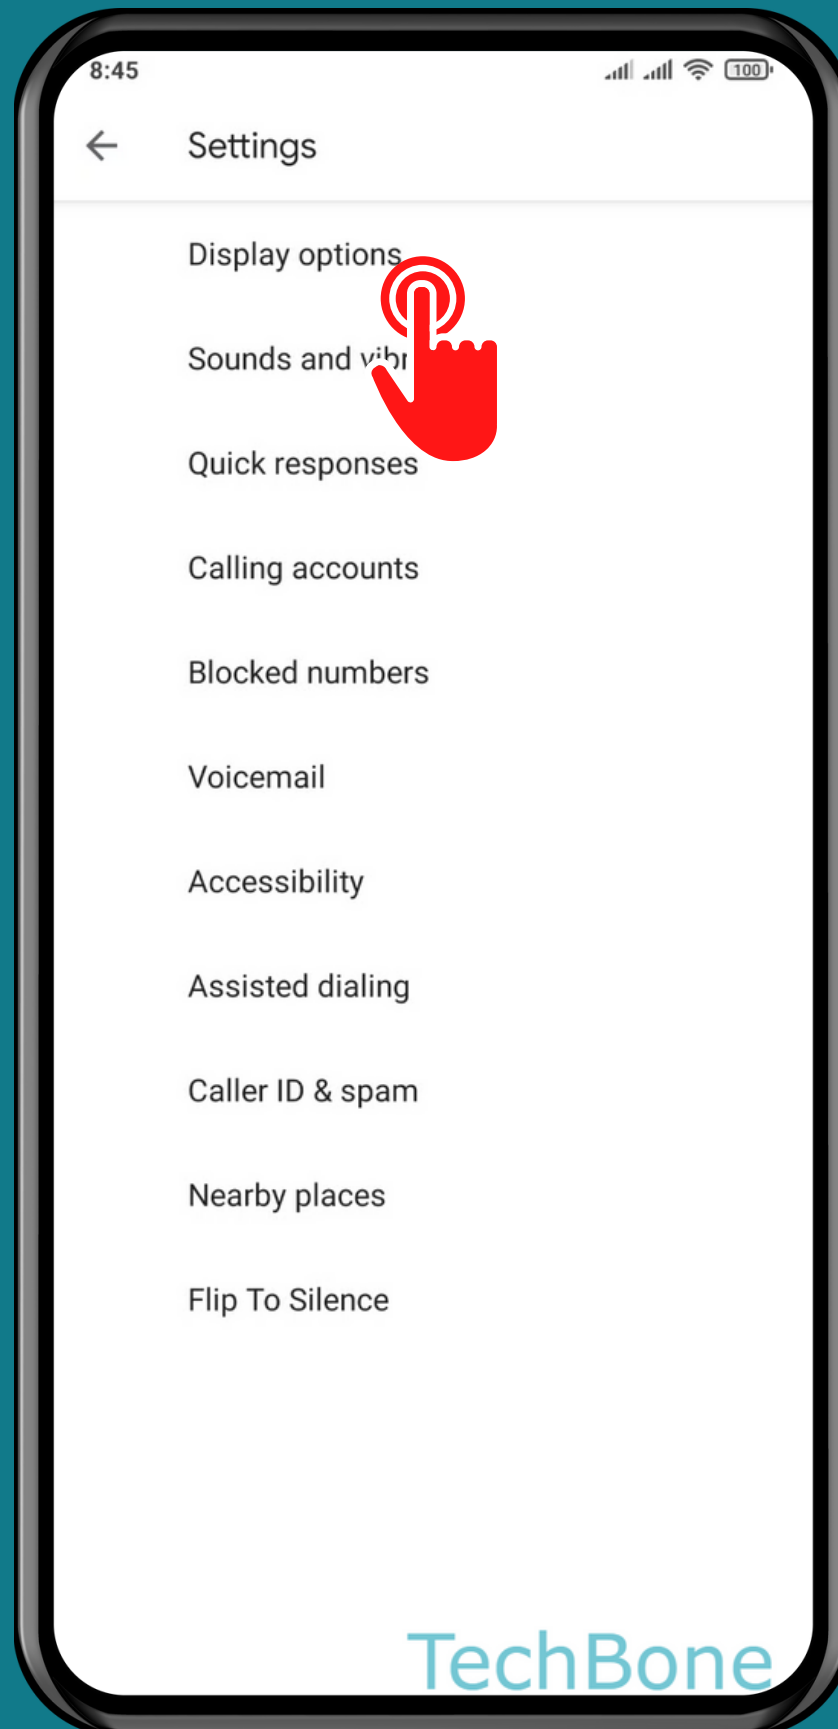 8:45
100
Settings
Display options
Sounds and
Quick responses
Calling accounts
Blocked numbers
Voicemail
Accessibility
Assisted dialing
Caller ID & spam
Nearby places
Flip To Silence
TechBone